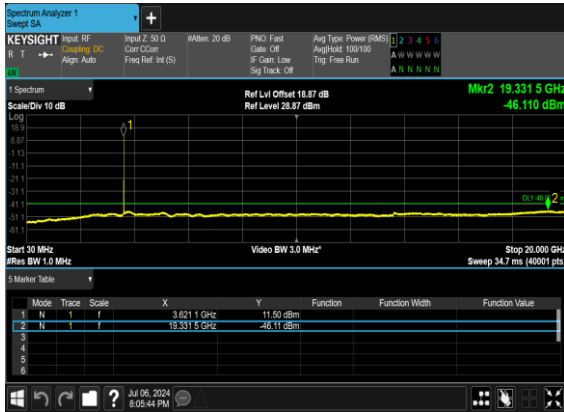 Spectrum Analyzer 1
Swept SA
+
KEYSIGHT Input: RF Input Z: 50 Ω #Atten: 20 dB PNO: Fast Avg Type: Power (RMS) 1 2 3 4 5 6
R T Coupling: DC Corr CCorr Gate: Off Avg|Hold: 100/100 A W W W W W
Align: Auto Freq Ref: Int (S) IF Gain: Low Trig: Free Run
Sig Track: Off A N N N N N
LXI
1 Spectrum
Ref Lvl Offset 18.87 dB Mkr2 19.331 5 GHz
Scale/Div 10 dB Ref Level 28.87 dBm -46.110 dBm
Log
18.9
8.87
-1.13
-11.1
-21.1
-31.1
-41.1
-51.1
-61.1
1
2
Start 30 MHz Video BW 3.0 MHz* Stop 20.000 GHz
#Res BW 1.0 MHz Sweep 34.7 ms (40001 pts
5 Marker Table
Mode Trace Scale X Y Function Function Width Function Value
1 N 1 f 3.621 1 GHz 11.50 dBm
2 N 1 f 19.331 5 GHz -46.11 dBm
3
4
5
6
? Jul 06, 2024
8:05:44 PM